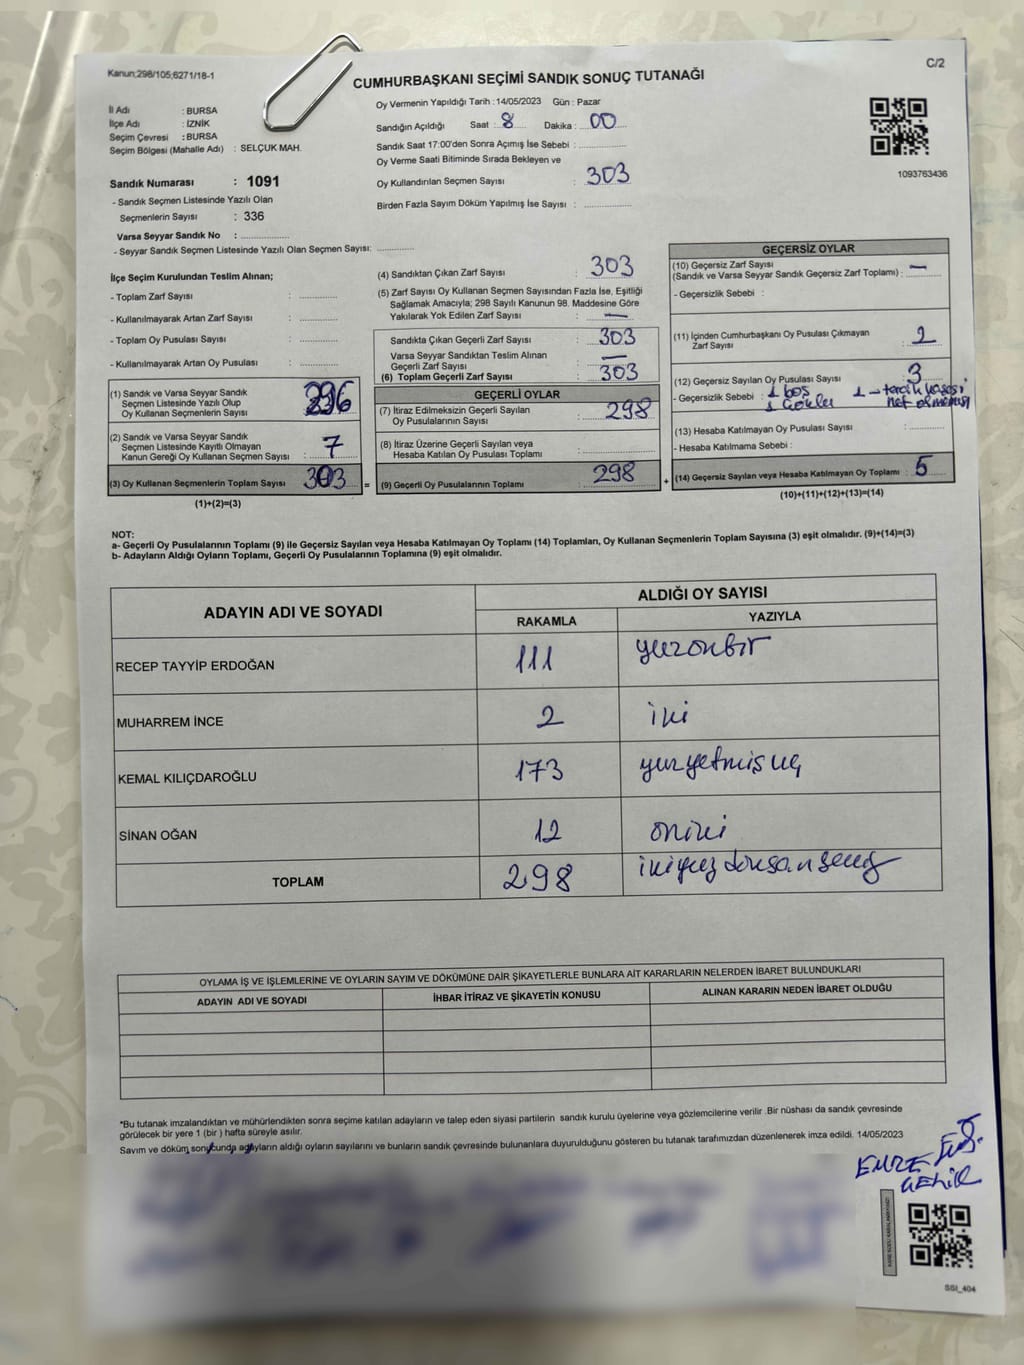 Kanun;298/105;6271/18-1
C/2
CUMHURBAŞKANI SEÇİMİ SANDIK SONUÇ TUTANAĞI
İl Adı : BURSA
İlçe Adı : İZNİK
Seçim Çevresi : BURSA
Seçim Bölgesi (Mahalle Adı) : SELÇUK MAH.
Sandık Numarası : 1091
- Sandık Seçmen Listesinde Yazılı Olan
Seçmenlerin Sayısı : 336
Varsa Seyyar Sandık No : ...............
- Seyyar Sandık Seçmen Listesinde Yazılı Olan Seçmen Sayısı: ............
Oy Vermenin Yapıldığı Tarih : 14/05/2023 Gün : Pazar
Sandığın Açıldığı Saat : 8 Dakika : 00
Sandık Saat 17:00'den Sonra Açımış İse Sebebi : ...............
Oy Verme Saati Bitiminde Sırada Bekleyen ve
Oy Kullandırılan Seçmen Sayısı : 303
Birden Fazla Sayım Döküm Yapılmış İse Sayısı : ...............
1093763436
İlçe Seçim Kurulundan Teslim Alınan;
- Toplam Zarf Sayısı : ............
- Kullanılmayarak Artan Zarf Sayısı : ............
- Toplam Oy Pusulası Sayısı : ............
- Kullanılmayarak Artan Oy Pusulası : ............
(1) Sandık ve Varsa Seyyar Sandık
Seçmen Listesinde Yazılı Olup
Oy Kullanan Seçmenlerin Sayısı : 296
(2) Sandık ve Varsa Seyyar Sandık
Seçmen Listesinde Kayıtlı Olmayan
Kanun Gereği Oy Kullanan Seçmen Sayısı : 7
(3) Oy Kullanan Seçmenlerin Toplam Sayısı : 303 =
(1)+(2)=(3)
(4) Sandıktan Çıkan Zarf Sayısı : 303
(5) Zarf Sayısı Oy Kullanan Seçmen Sayısından Fazla İse, Eşitliği
Sağlamak Amacıyla; 298 Sayılı Kanunun 98. Maddesine Göre
Yakılarak Yok Edilen Zarf Sayısı : —
Sandıkta Çıkan Geçerli Zarf Sayısı : 303
Varsa Seyyar Sandıktan Teslim Alınan
Geçerli Zarf Sayısı : —
(6) Toplam Geçerli Zarf Sayısı : 303
GEÇERLİ OYLAR
(7) İtiraz Edilmeksizin Geçerli Sayılan
Oy Pusulalarının Sayısı : 298
(8) İtiraz Üzerine Geçerli Sayılan veya
Hesaba Katılan Oy Pusulası Toplamı : ...............
(9) Geçerli Oy Pusulalarının Toplamı : 298 +
GEÇERSİZ OYLAR
(10) Geçersiz Zarf Sayısı
(Sandık ve Varsa Seyyar Sandık Geçersiz Zarf Toplamı) : —
- Geçersizlik Sebebi :
(11) İçinden Cumhurbaşkanı Oy Pusulası Çıkmayan
Zarf Sayısı : 2
(12) Geçersiz Sayılan Oy Pusulası Sayısı : 3
- Geçersizlik Sebebi : 1 boş 1 – tercih kaşesi
1 çoklu net olmamış
(13) Hesaba Katılmayan Oy Pusulası Sayısı : ............
- Hesaba Katılmama Sebebi :
(14) Geçersiz Sayılan veya Hesaba Katılmayan Oy Toplamı : 5
(10)+(11)+(12)+(13)=(14)
NOT:
a- Geçerli Oy Pusulalarının Toplamı (9) ile Geçersiz Sayılan veya Hesaba Katılmayan Oy Toplamı (14) Toplamları, Oy Kullanan Seçmenlerin Toplam Sayısına (3) eşit olmalıdır. (9)+(14)=(3)
b- Adayların Aldığı Oyların Toplamı, Geçerli Oy Pusulalarının Toplamına (9) eşit olmalıdır.
ADAYIN ADI VE SOYADI ALDIĞI OY SAYISI
RAKAMLA YAZIYLA
RECEP TAYYİP ERDOĞAN 111 yuzonbir
MUHARREM İNCE 2 iki
KEMAL KILIÇDAROĞLU 173 yuzyetmiş uç
SİNAN OĞAN 12 oniki
TOPLAM 298 ikiyuz doksan sekiz
OYLAMA İŞ VE İŞLEMLERİNE VE OYLARIN SAYIM VE DÖKÜMÜNE DAİR ŞİKAYETLERLE BUNLARA AİT KARARLARIN NELERDEN İBARET BULUNDUKLARI
ADAYIN ADI VE SOYADI İHBAR İTİRAZ VE ŞİKAYETİN KONUSU ALINAN KARARIN NEDEN İBARET OLDUĞU
*Bu tutanak imzalandıktan ve mühürlendikten sonra seçime katılan adayların ve talep eden siyasi partilerin sandık kurulu üyelerine veya gözlemcilerine verilir .Bir nüshası da sandık çevresinde
görülecek bir yere 1 (bir ) hafta süreyle asılır.
Sayım ve döküm sonucunda adayların aldığı oyların sayılarını ve bunların sandık çevresinde bulunanlara duyurulduğunu gösteren bu tutanak tarafımızdan düzenlenerek imza edildi. 14/05/2023
EMRE
SSI_404